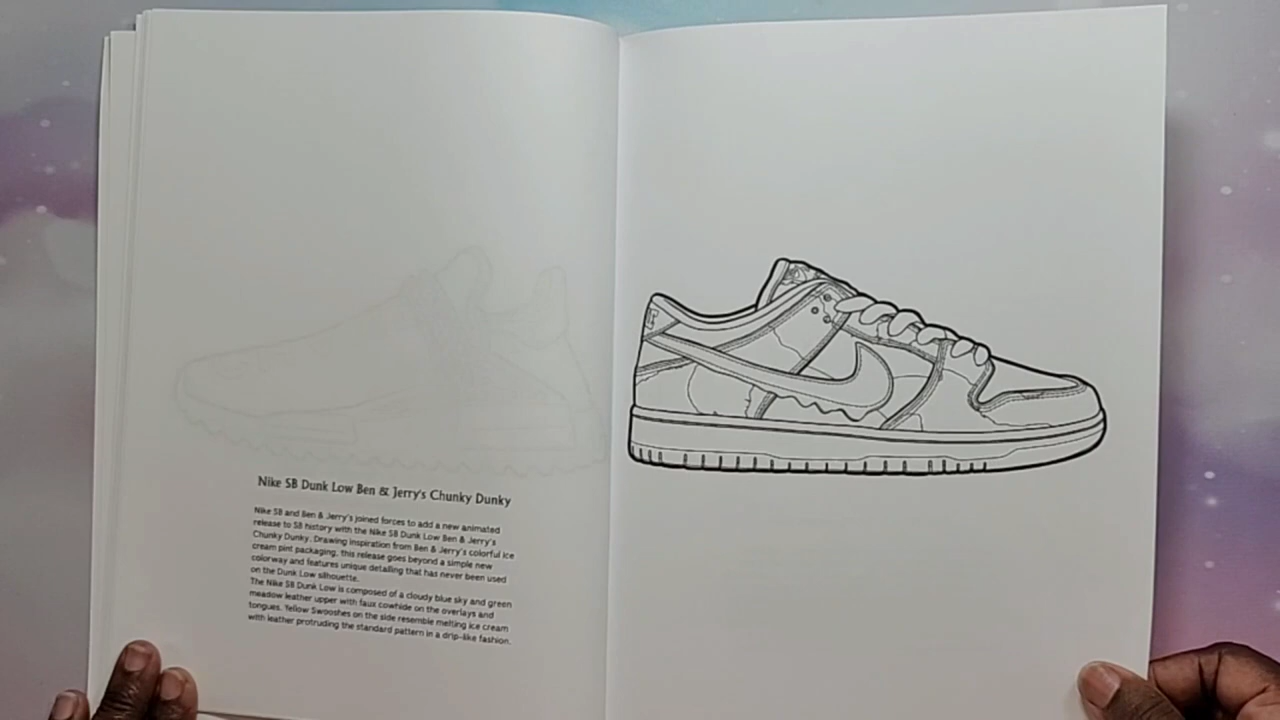 Nike SB Dunk Low Ben & Jerry's Chunky Dunky
Nike SB and Ben & Jerry's joined forces to add a new animated
release to SB history with the Nike SB Dunk Low Ben & Jerry's
Chunky Dunky. Drawing inspiration from Ben & Jerry's colorful ice
cream pint packaging, this release goes beyond a simple new
colorway and features unique detailing that has never been used
on the Dunk Low silhouette.
The Nike SB Dunk Low is composed of a cloudy blue sky and green
meadow leather upper with faux cowhide on the overlays and
tongues. Yellow Swooshes on the side resemble melting ice cream
with leather protruding the standard pattern in a drip-like fashion.